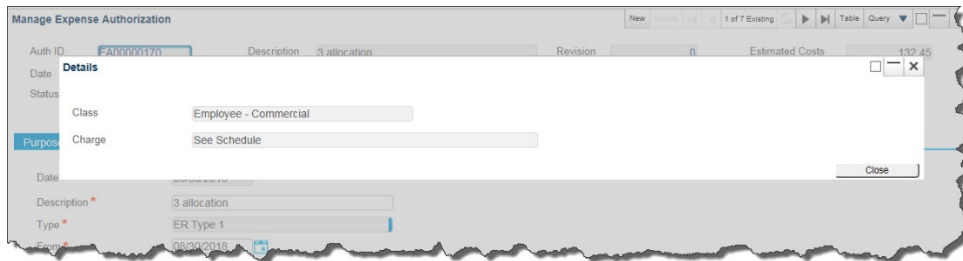 Manage Expense Authorization New 1 of 7 Existing Table Query
Auth ID EA00000170 Description 3 allocation Revision 0 Estimated Costs 132.45
Date
Details
Status
Class Employee - Commercial
Charge See Schedule
Purpos
Close
Date
Description * 3 allocation
Type * ER Type 1
From * 08/30/2018